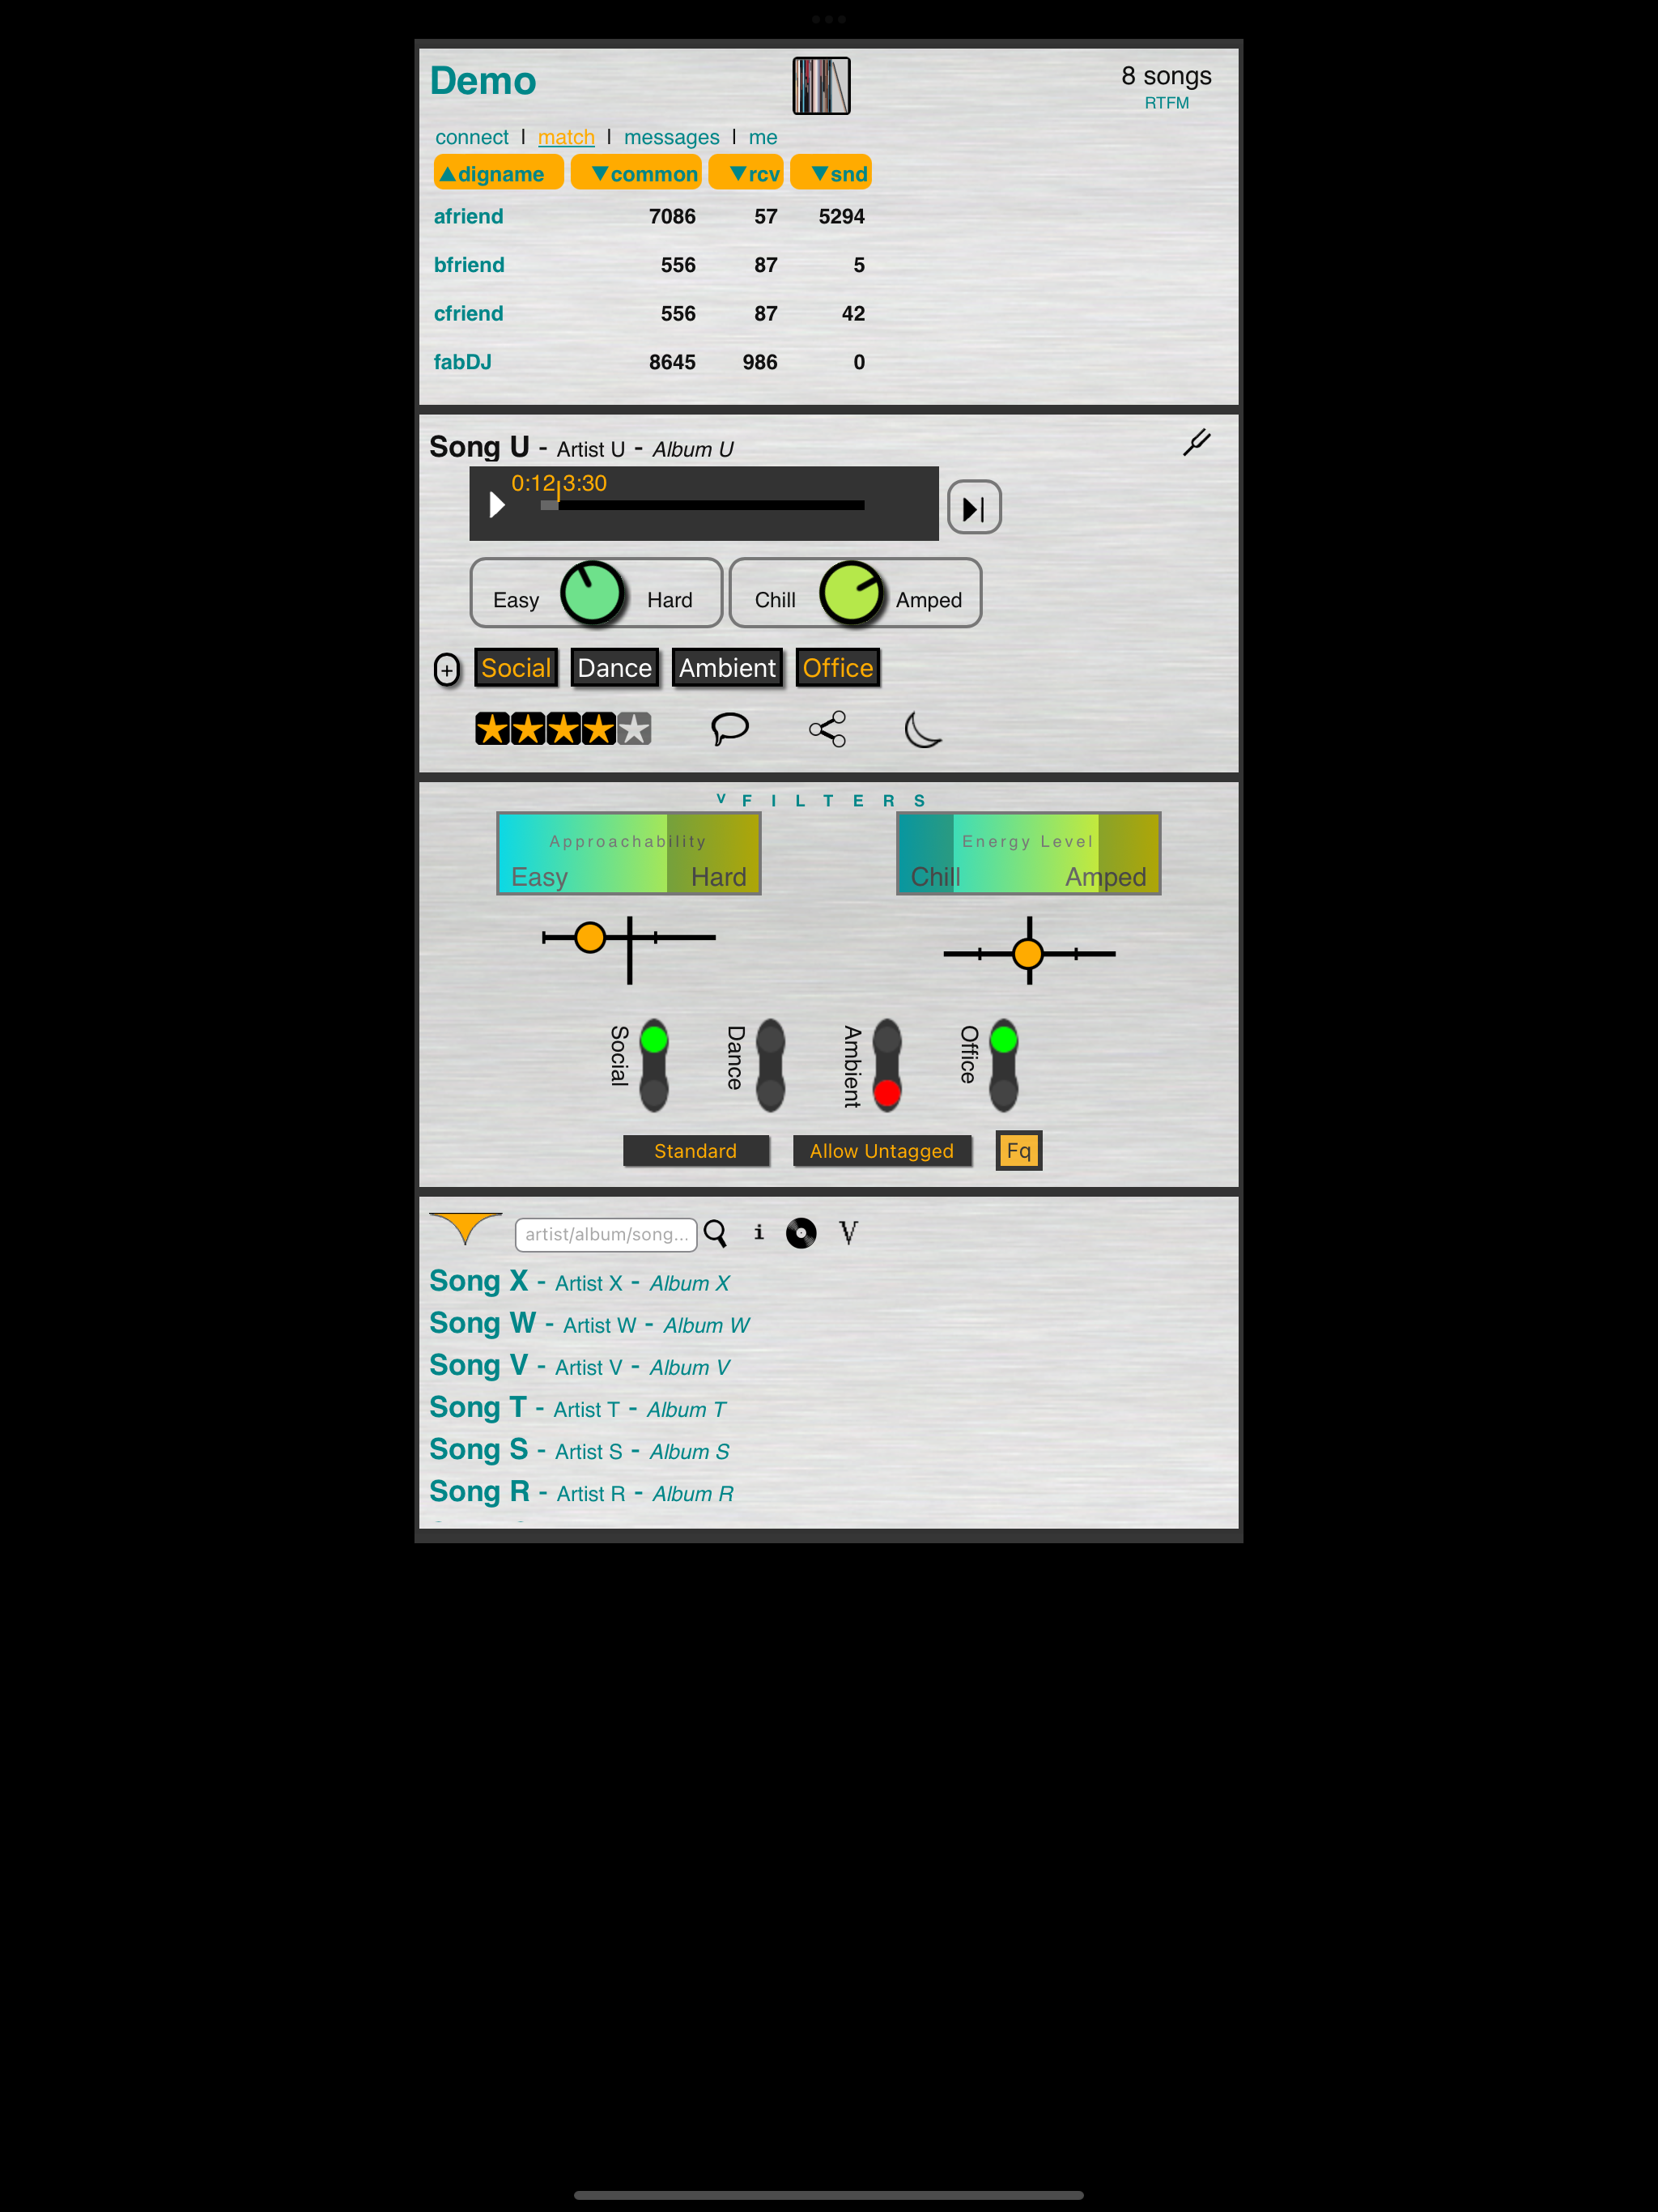 Demo
8 songs
RTFM
connect | match | messages | me
▲digname ▼common ▼rcv ▼snd
afriend 7086 57 5294
bfriend 556 87 5
cfriend 556 87 42
fabDJ 8645 986 0
Song U - Artist U - Album U
0:12 3:30
Easy Hard Chill Amped
+ Social Dance Ambient Office
V FILTERS
Approachability
Easy Hard
Energy Level
Chill Amped
Social Dance Ambient Office
Standard Allow Untagged Fq
artist/album/song... i V
Song X - Artist X - Album X
Song W - Artist W - Album W
Song V - Artist V - Album V
Song T - Artist T - Album T
Song S - Artist S - Album S
Song R - Artist R - Album R